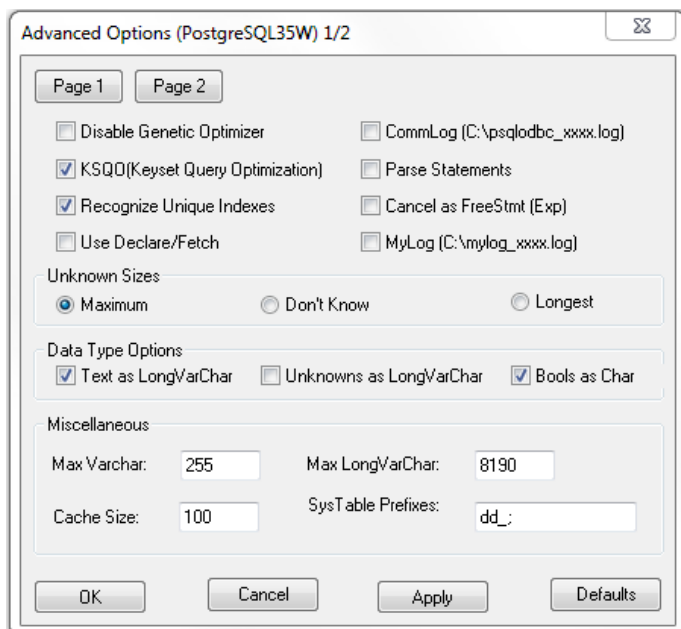 Advanced Options (PostgreSQL35W) 1/2
Page 1 Page 2
Disable Genetic Optimizer CommLog (C:\psqlodbc_xxxx.log)
KSQO(Keyset Query Optimization) Parse Statements
Recognize Unique Indexes Cancel as FreeStmt (Exp)
Use Declare/Fetch MyLog (C:\mylog_xxxx.log)
Unknown Sizes
Maximum Don't Know Longest
Data Type Options
Text as LongVarChar Unknowns as LongVarChar Bools as Char
Miscellaneous
Max Varchar: 255 Max LongVarChar: 8190
Cache Size: 100 SysTable Prefixes: dd_;
OK Cancel Apply Defaults